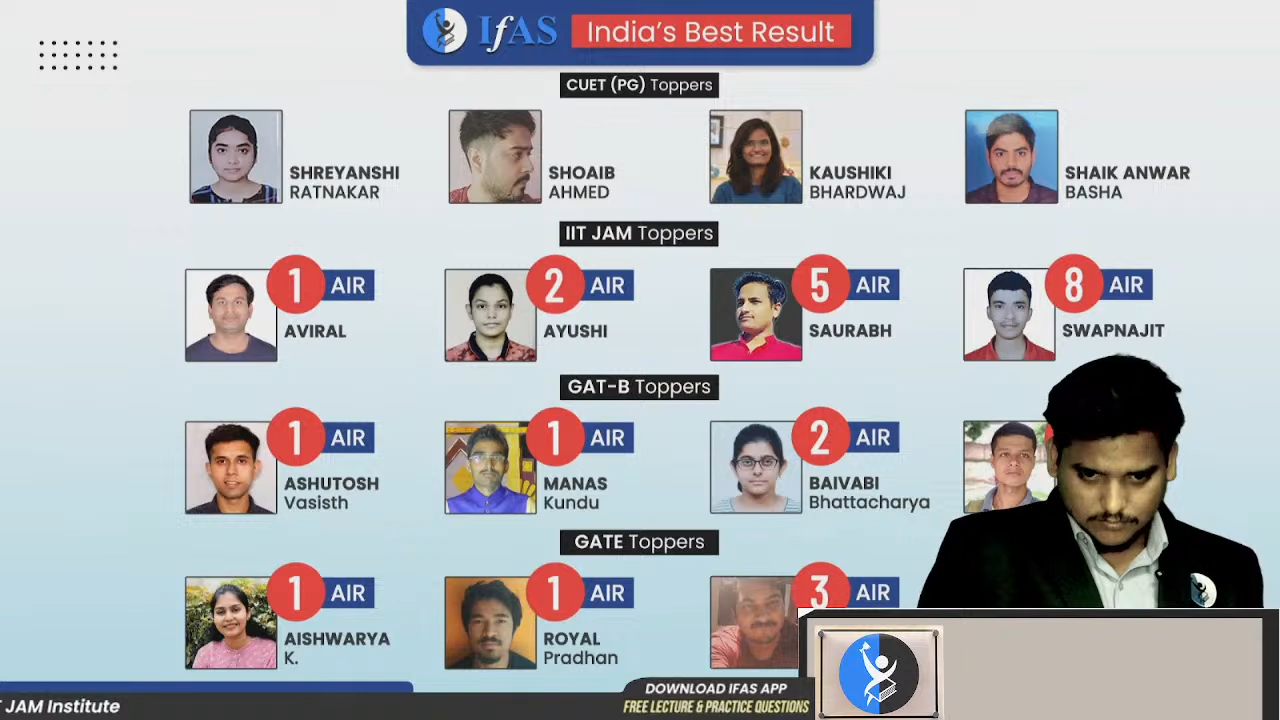 IfAS India's Best Result
CUET (PG) Toppers
SHREYANSHI
RATNAKAR
SHOAIB
AHMED
KAUSHIKI
BHARDWAJ
SHAIK ANWAR
BASHA
IIT JAM Toppers
1 AIR
AVIRAL
2 AIR
AYUSHI
5 AIR
SAURABH
8 AIR
SWAPNAJIT
GAT-B Toppers
1 AIR
ASHUTOSH
Vasisth
1 AIR
MANAS
Kundu
2 AIR
BAIVABI
Bhattacharya
GATE Toppers
1 AIR
AISHWARYA
K.
1 AIR
ROYAL
Pradhan
3 AIR
JAM Institute
DOWNLOAD IFAS APP
FREE LECTURE & PRACTICE QUESTIONS